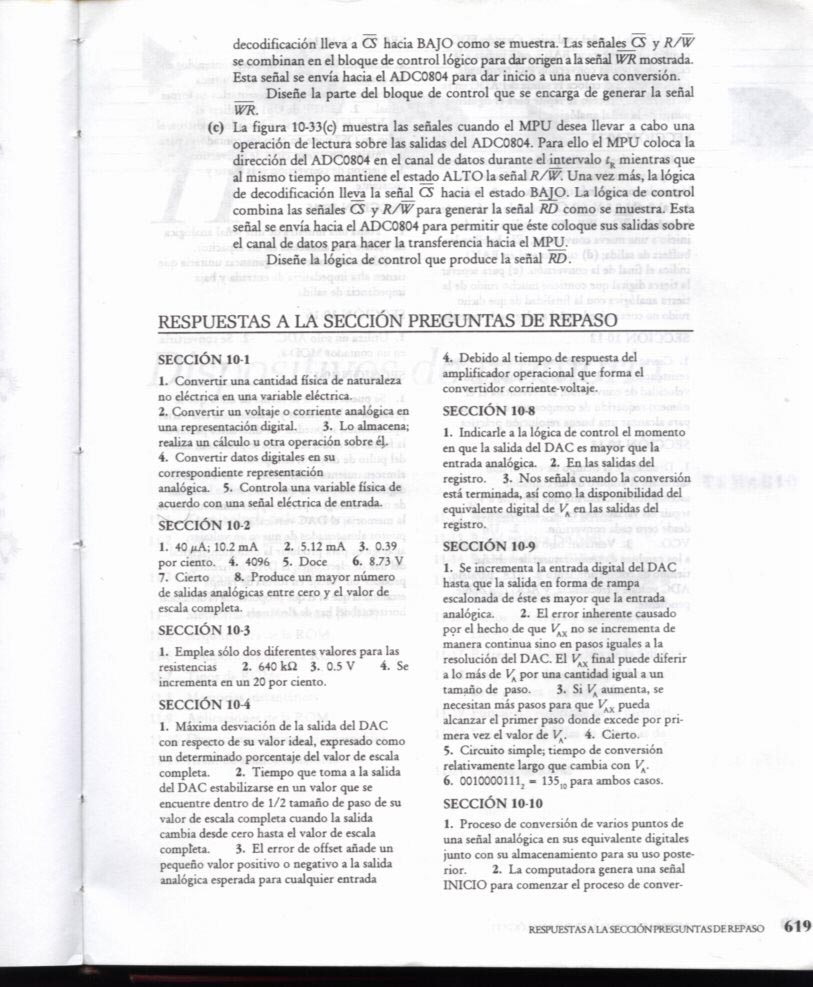 decodificación lleva a C̅S̅ hacia BAJO como se muestra. Las señales C̅S̅ y R/W̅
se combinan en el bloque de control lógico para dar origen a la señal W̅R̅ mostrada.
Esta señal se envía hacia el ADC0804 para dar inicio a una nueva conversión.
Diseñe la parte del bloque de control que se encarga de generar la señal
W̅R̅.
(c) La figura 10-33(c) muestra las señales cuando el MPU desea llevar a cabo una
operación de lectura sobre las salidas del ADC0804. Para ello el MPU coloca la
dirección del ADC0804 en el canal de datos durante el intervalo tR mientras que
al mismo tiempo mantiene el estado ALTO la señal R/W̅. Una vez más, la lógica
de decodificación lleva la señal C̅S̅ hacia el estado BAJO. La lógica de control
combina las señales C̅S̅ y R/W̅ para generar la señal R̅D̅ como se muestra. Esta
señal se envía hacia el ADC0804 para permitir que éste coloque sus salidas sobre
el canal de datos para hacer la transferencia hacia el MPU.
Diseñe la lógica de control que produce la señal R̅D̅.
RESPUESTAS A LA SECCIÓN PREGUNTAS DE REPASO
SECCIÓN 10-1
1. Convertir una cantidad física de naturaleza
no eléctrica en una variable eléctrica.
2. Convertir un voltaje o corriente analógica en
una representación digital. 3. Lo almacena;
realiza un cálculo u otra operación sobre él.
4. Convertir datos digitales en su
correspondiente representación
analógica. 5. Controla una variable física de
acuerdo con una señal eléctrica de entrada.
SECCIÓN 10-2
1. 40 μA; 10.2 mA 2. 5.12 mA 3. 0.39
por ciento. 4. 4096 5. Doce 6. 8.73 V
7. Cierto 8. Produce un mayor número
de salidas analógicas entre cero y el valor de
escala completa.
SECCIÓN 10-3
1. Emplea sólo dos diferentes valores para las
resistencias 2. 640 kΩ 3. 0.5 V 4. Se
incrementa en un 20 por ciento.
SECCIÓN 10-4
1. Máxima desviación de la salida del DAC
con respecto de su valor ideal, expresado como
un determinado porcentaje del valor de escala
completa. 2. Tiempo que toma a la salida
del DAC estabilizarse en un valor que se
encuentre dentro de 1/2 tamaño de paso de su
valor de escala completa cuando la salida
cambia desde cero hasta el valor de escala
completa. 3. El error de offset añade un
pequeño valor positivo o negativo a la salida
analógica esperada para cualquier entrada
4. Debido al tiempo de respuesta del
amplificador operacional que forma el
convertidor corriente-voltaje.
SECCIÓN 10-8
1. Indicarle a la lógica de control el momento
en que la salida del DAC es mayor que la
entrada analógica. 2. En las salidas del
registro. 3. Nos señala cuando la conversión
está terminada, así como la disponibilidad del
equivalente digital de VA en las salidas del
registro.
SECCIÓN 10-9
1. Se incrementa la entrada digital del DAC
hasta que la salida en forma de rampa
escalonada de éste es mayor que la entrada
analógica. 2. El error inherente causado
por el hecho de que VAX no se incrementa de
manera continua sino en pasos iguales a la
resolución del DAC. El VAX final puede diferir
a lo más de VA por una cantidad igual a un
tamaño de paso. 3. Si VA aumenta, se
necesitan más pasos para que VAX pueda
alcanzar el primer paso donde excede por pri-
mera vez el valor de VA. 4. Cierto.
5. Circuito simple; tiempo de conversión
relativamente largo que cambia con VA.
6. 0010000111₂ = 135₁₀ para ambos casos.
SECCIÓN 10-10
1. Proceso de conversión de varios puntos de
una señal analógica en sus equivalente digitales
junto con su almacenamiento para su uso poste-
rior. 2. La computadora genera una señal
INICIO para comenzar el proceso de conver-
RESPUESTAS A LA SECCIÓN PREGUNTAS DE REPASO 619